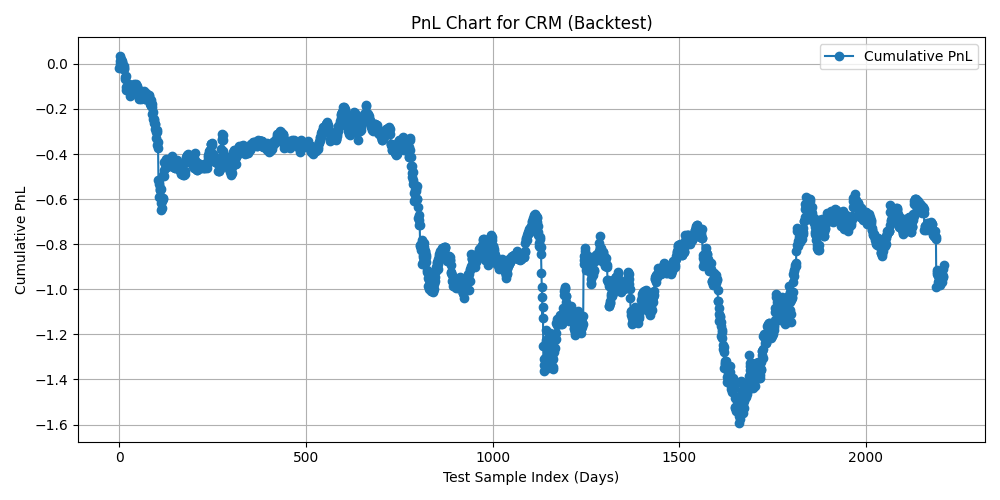 PnL Chart for CRM (Backtest)
Cumulative PnL
0.0
−0.2
−0.4
−0.6
−0.8
−1.0
−1.2
−1.4
−1.6
Cumulative PnL
0 500 1000 1500 2000
Test Sample Index (Days)